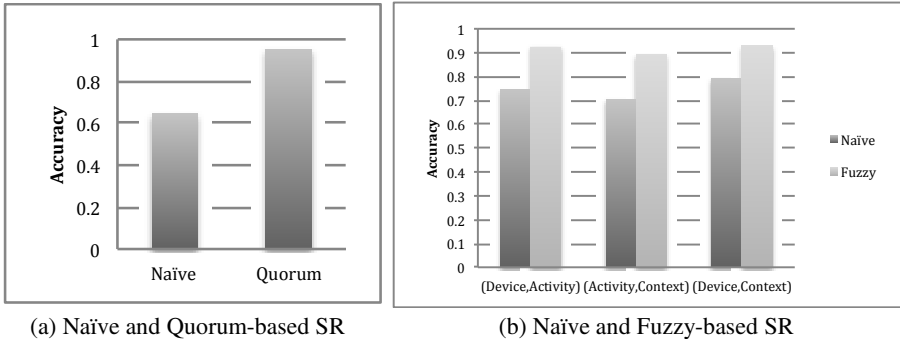 1
0.8
0.6
0.4
0.2
0
Accuracy
Naïve
Quorum
(a) Naïve and Quorum-based SR
1
0.9
0.8
0.7
0.6
0.5
0.4
0.3
0.2
0.1
0
Accuracy
(Device,Activity) (Activity,Context) (Device,Context)
Naïve
Fuzzy
(b) Naïve and Fuzzy-based SR